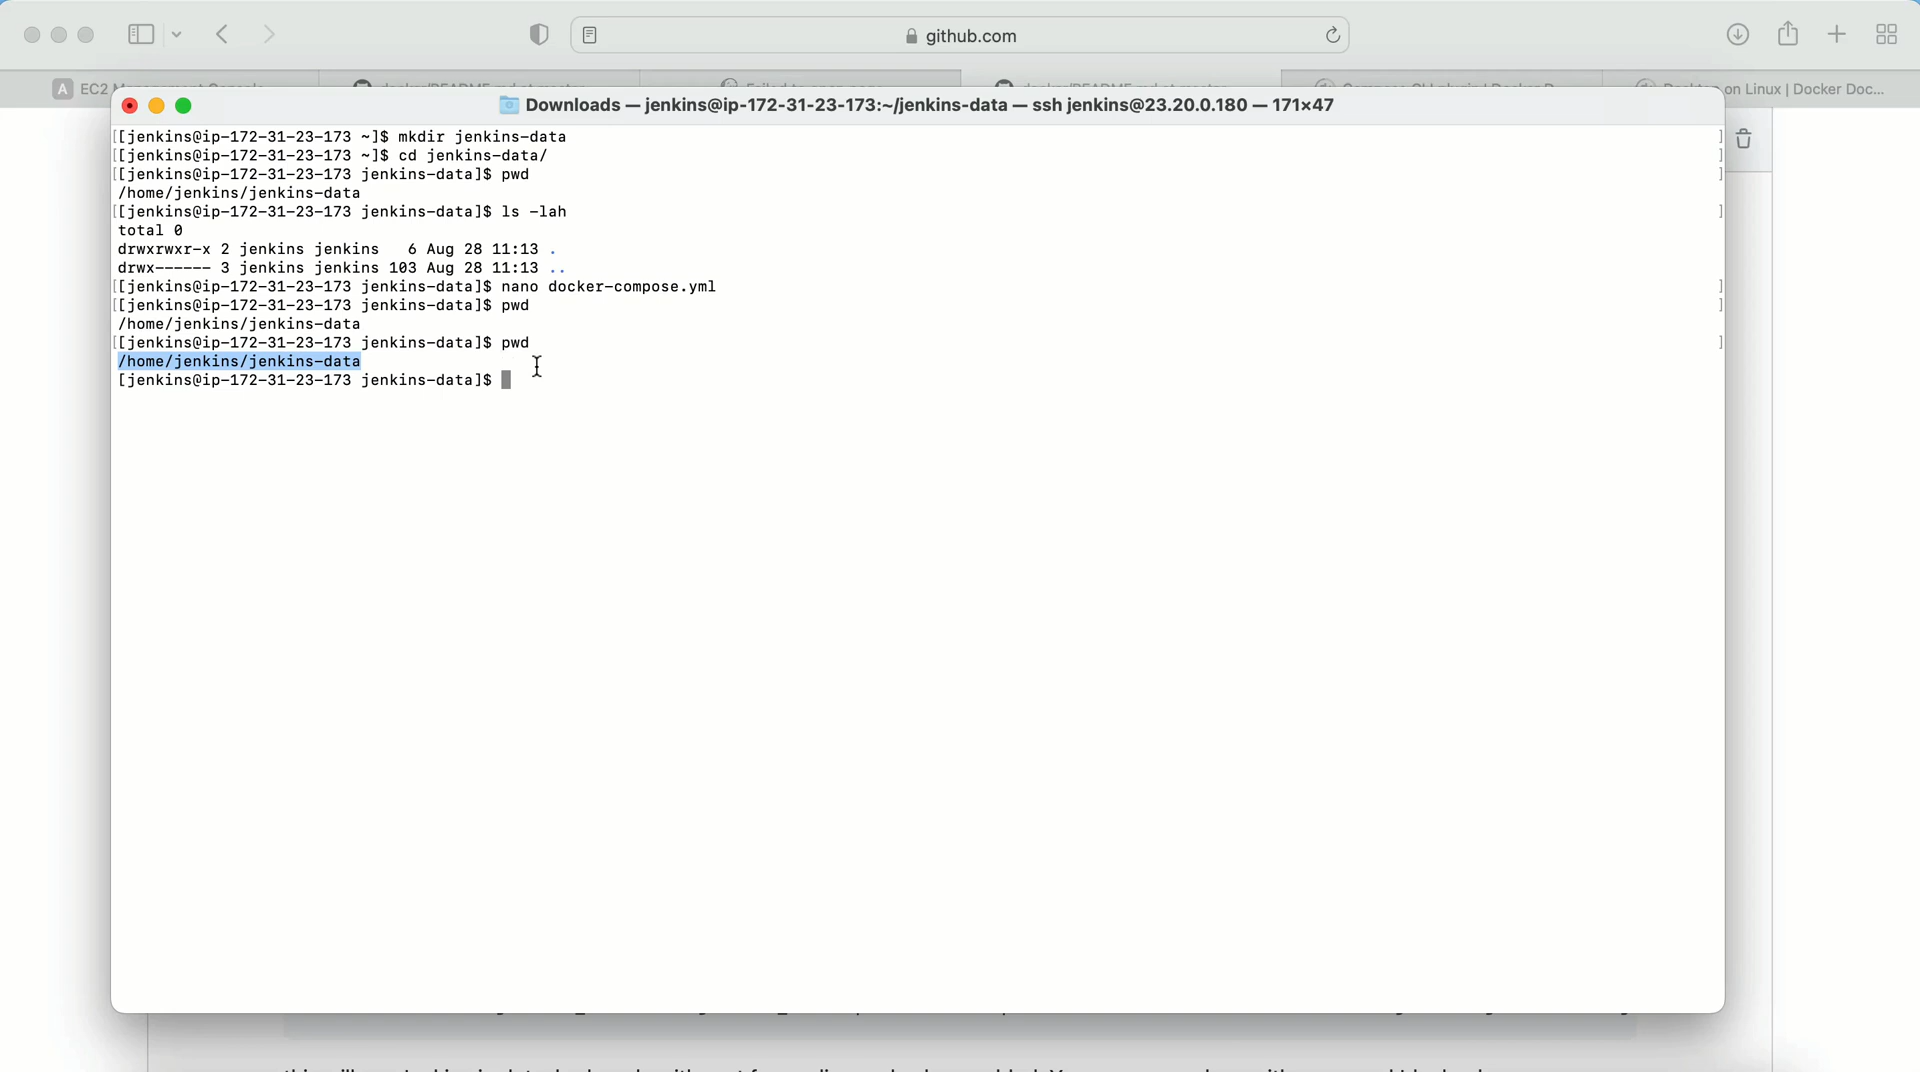 github.com
A EC2
on Linux | Docker Doc...
Downloads — jenkins@ip-172-31-23-173:~/jenkins-data — ssh jenkins@23.20.0.180 — 171×47
[[jenkins@ip-172-31-23-173 ~]$ mkdir jenkins-data ]
[[jenkins@ip-172-31-23-173 ~]$ cd jenkins-data/ ]
[[jenkins@ip-172-31-23-173 jenkins-data]$ pwd ]
/home/jenkins/jenkins-data
[[jenkins@ip-172-31-23-173 jenkins-data]$ ls -lah ]
total 0
drwxrwxr-x 2 jenkins jenkins   6 Aug 28 11:13 .
drwx------ 3 jenkins jenkins 103 Aug 28 11:13 ..
[[jenkins@ip-172-31-23-173 jenkins-data]$ nano docker-compose.yml ]
[[jenkins@ip-172-31-23-173 jenkins-data]$ pwd ]
/home/jenkins/jenkins-data
[[jenkins@ip-172-31-23-173 jenkins-data]$ pwd ]
/home/jenkins/jenkins-data
[jenkins@ip-172-31-23-173 jenkins-data]$